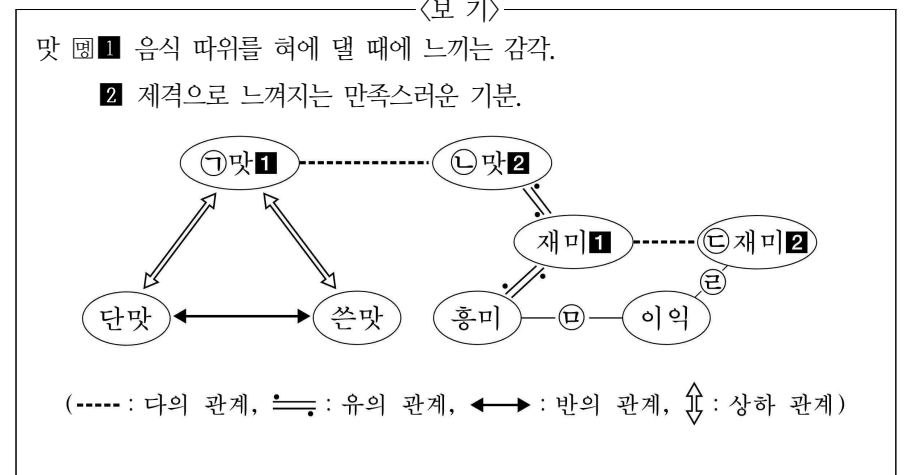 <보 기>
맛 명1 음식 따위를 혀에 댈 때에 느끼는 감각.
2 제격으로 느껴지는 만족스러운 기분.
㉠맛1
㉡맛2
재미1
㉢재미2
㉣
단맛
쓴맛
흥미
㉤
이익
(-----: 다의 관계, : 유의 관계, ↔ : 반의 관계, ⇕ : 상하 관계)